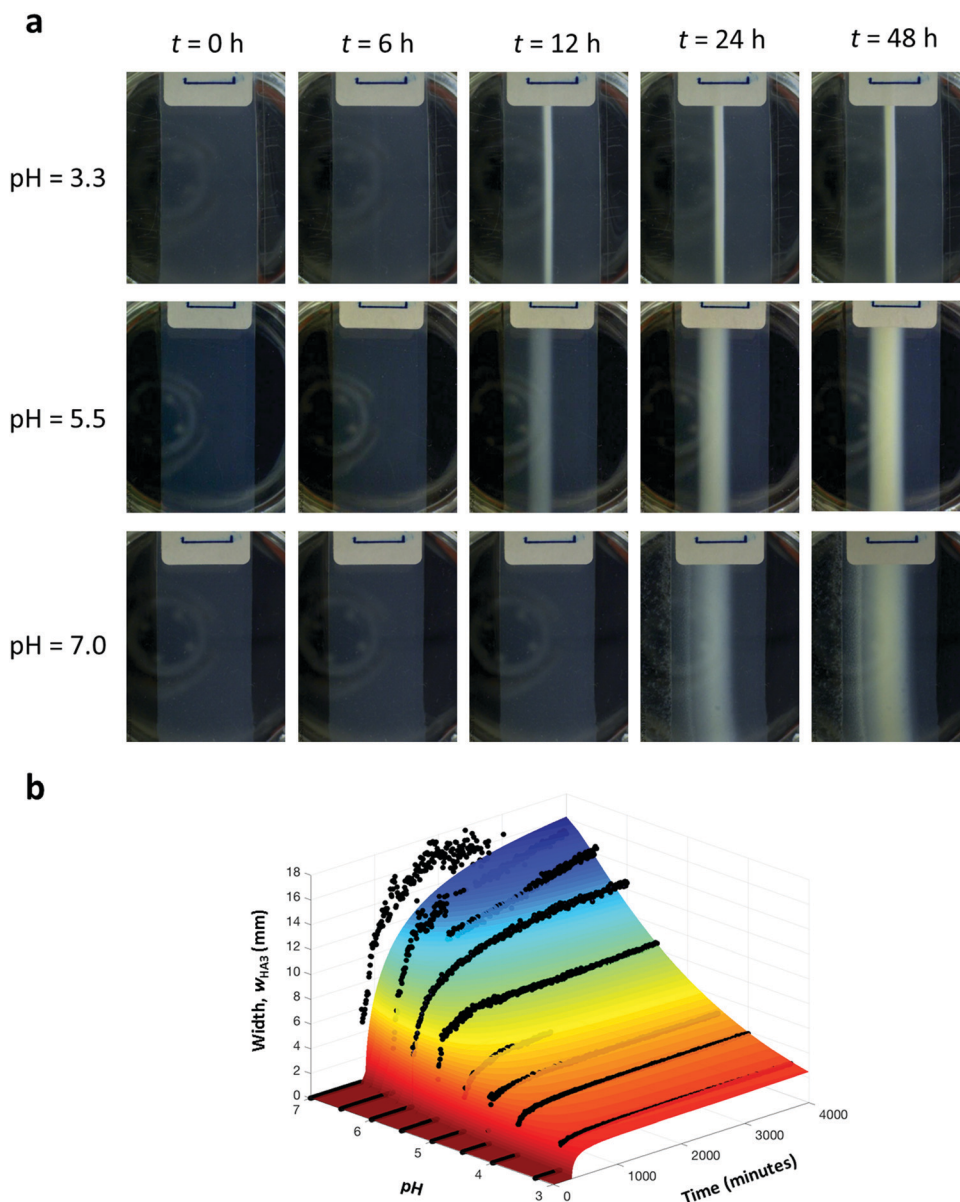 a
t = 0 h t = 6 h t = 12 h t = 24 h t = 48 h
pH = 3.3
pH = 5.5
pH = 7.0
b
18
16
14
12
10
8
6
4
2
0
Width, wHA3 (mm)
7 6 5 4 3
pH
0 1000 2000 3000 4000
Time (minutes)